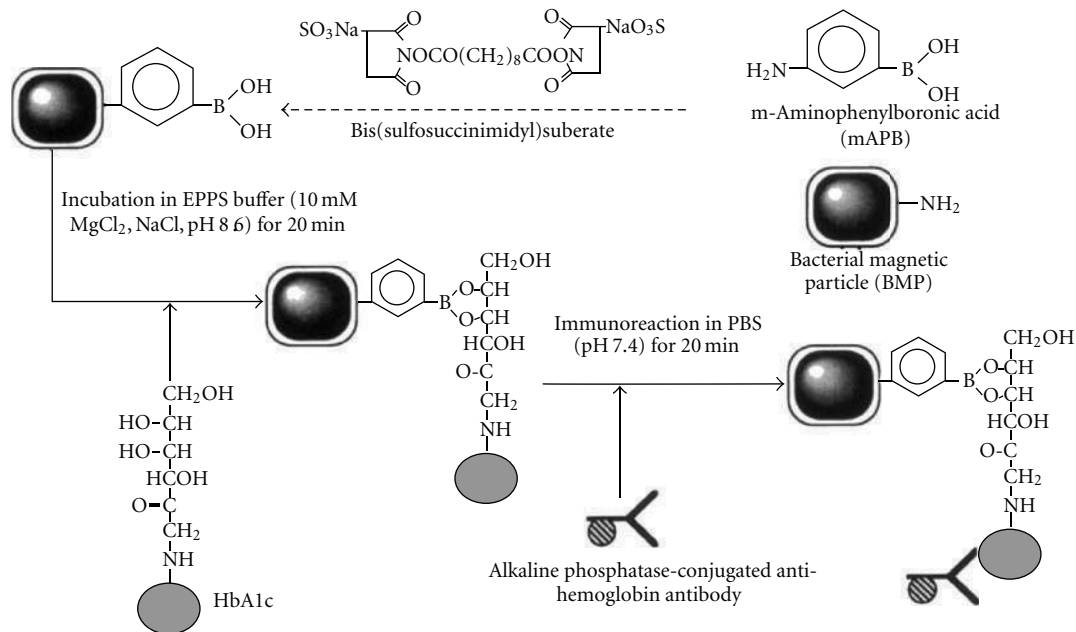 SO3Na
O
O
NOCO(CH2)8COON
O
O
NaO3S
H2N
B
OH
OH
B
OH
OH
Bis(sulfosuccinimidyl)suberate
m-Aminophenylboronic acid
(mAPB)
NH2
Bacterial magnetic
particle (BMP)
Incubation in EPPS buffer (10 mM
MgCl2, NaCl, pH 8.6) for 20 min
CH2OH
B
O-CH
O-CH
HCOH
O-C
CH2
NH
Immunoreaction in PBS
(pH 7.4) for 20 min
CH2OH
B
O-CH
O-CH
HCOH
O-C
CH2
NH
CH2OH
HO-CH
HO-CH
HCOH
O=C
CH2
NH
HbA1c
Alkaline phosphatase-conjugated anti-
hemoglobin antibody